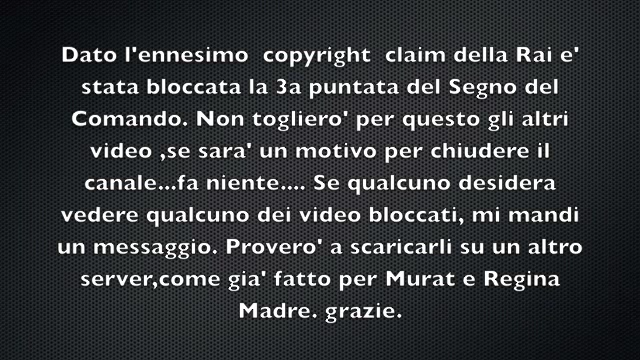 Dato l'ennesimo  copyright  claim della Rai e'
stata bloccata la 3a puntata del Segno del
Comando. Non togliero' per questo gli altri
video ,se sara' un motivo per chiudere il
canale...fa niente.... Se qualcuno desidera
vedere qualcuno dei video bloccati, mi mandi
un messaggio. Provero' a scaricarli su un altro
server,come gia' fatto per Murat e Regina
Madre. grazie.